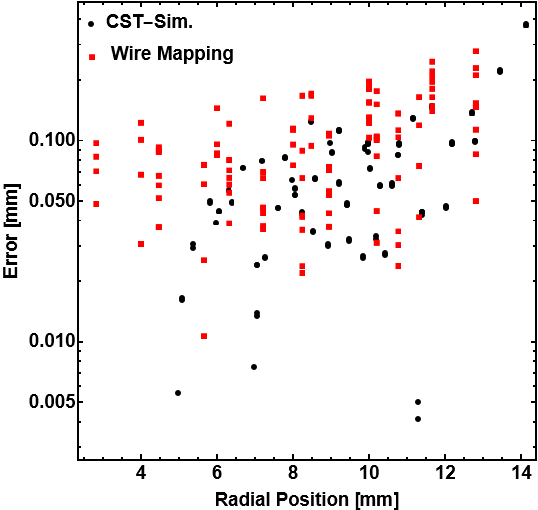 CST–Sim.
Wire Mapping
0.100
0.050
0.010
0.005
Error [mm]
4 6 8 10 12 14
Radial Position [mm]